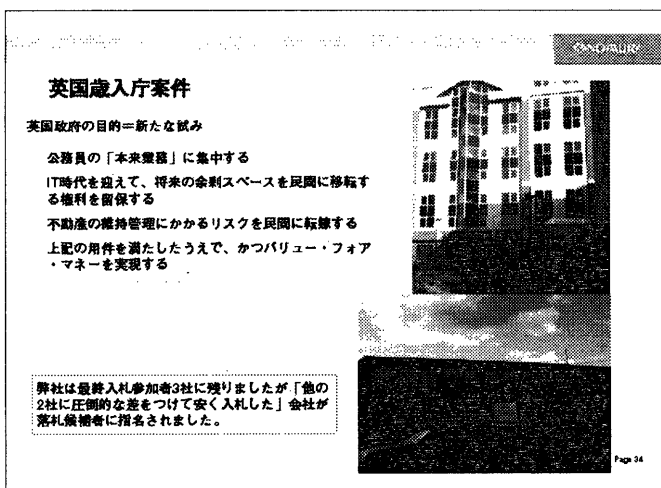 英国歳入庁案件
英国政府の目的＝新たな試み
公務員の「本来業務」に集中する
IT時代を迎えて、将来の余剰スペースを民間に移転す
る権利を留保する
不動産の維持管理にかかるリスクを民間に転嫁する
上記の用件を満たしたうえで、かつバリュー・フォア
・マネーを実現する
弊社は最終入札参加者3社に残りましたが「他の
2社に圧倒的な差をつけて安く入札した」会社が
落札候補者に指名されました。
Page 34